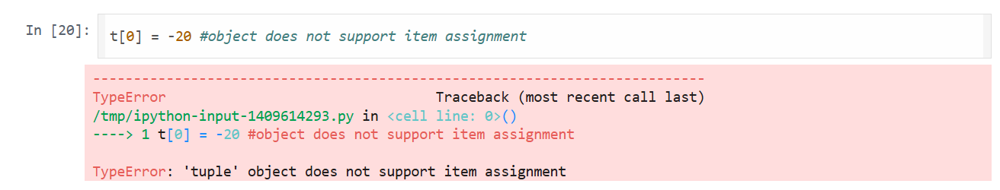 In [20]: t[0] = -20 #object does not support item assignment
---------------------------------------------------------------------------
TypeError                                 Traceback (most recent call last)
/tmp/ipython-input-1409614293.py in <cell line: 0>()
----> 1 t[0] = -20 #object does not support item assignment

TypeError: 'tuple' object does not support item assignment